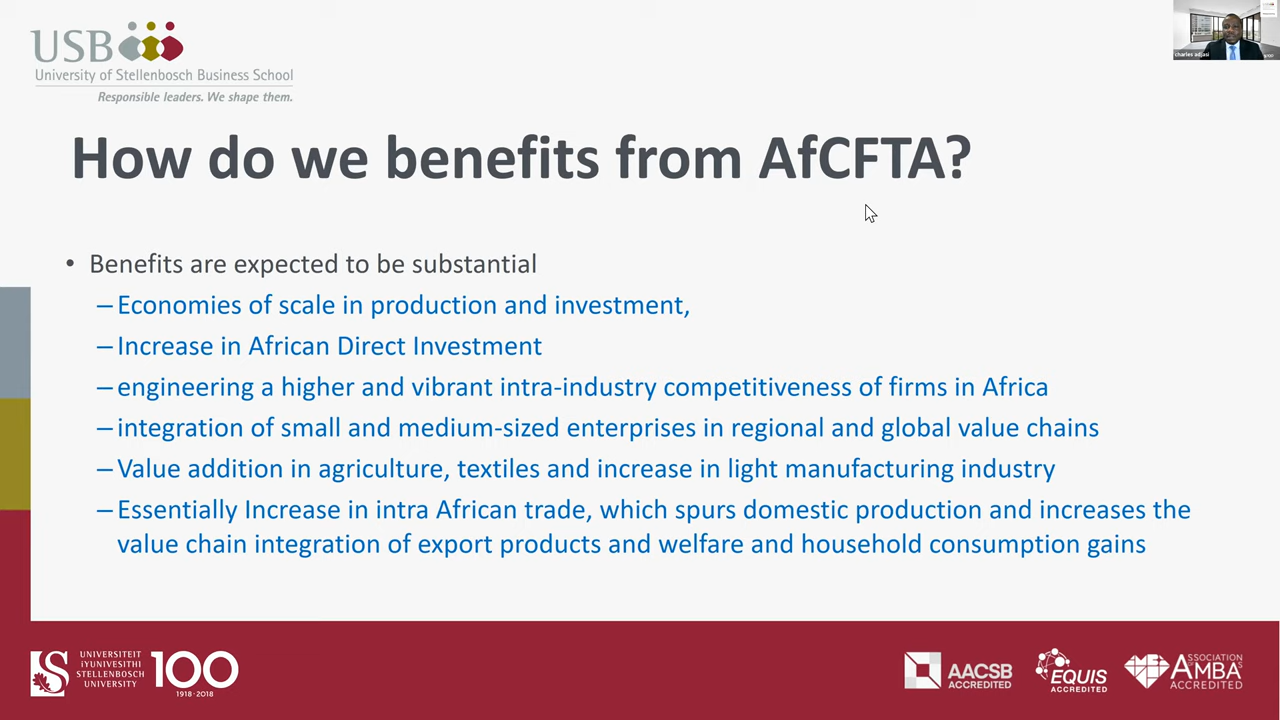 USB
University of Stellenbosch Business School
Responsible leaders. We shape them.
charles adjasi
How do we benefits from AfCFTA?
• Benefits are expected to be substantial
– Economies of scale in production and investment,
– Increase in African Direct Investment
– engineering a higher and vibrant intra-industry competitiveness of firms in Africa
– integration of small and medium-sized enterprises in regional and global value chains
– Value addition in agriculture, textiles and increase in light manufacturing industry
– Essentially Increase in intra African trade, which spurs domestic production and increases the
value chain integration of export products and welfare and household consumption gains
UNIVERSITEIT
iYUNIVESITHI
STELLENBOSCH
UNIVERSITY
100
1918·2018
AACSB
ACCREDITED
EQUIS
ACCREDITED
ASSOCIATION
AMBA'S
ACCREDITED